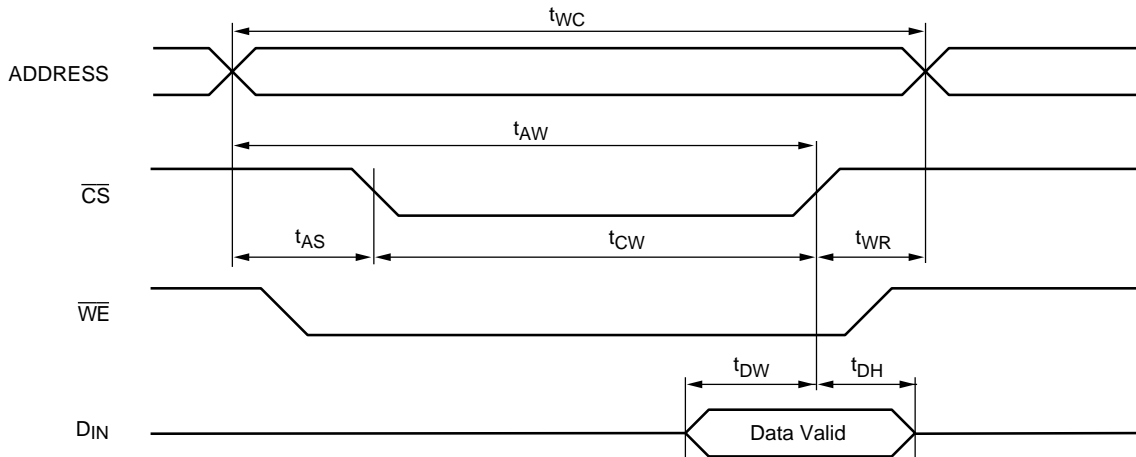 tWC
ADDRESS
tAW
CS
tAS
tCW
tWR
WE
tDW
tDH
DIN
Data Valid